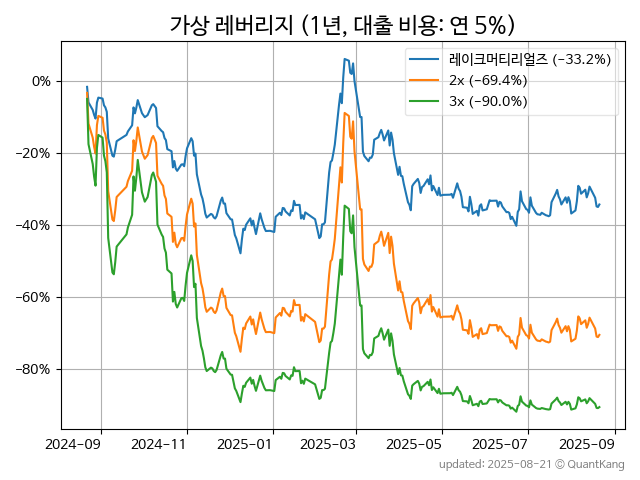 가상 레버리지 (1년, 대출 비용: 연 5%)
레이크머티리얼즈 (−33.2%)
2x (−69.4%)
3x (−90.0%)
0%
−20%
−40%
−60%
−80%
2024-09 2024-11 2025-01 2025-03 2025-05 2025-07 2025-09
updated: 2025-08-21 © QuantKang